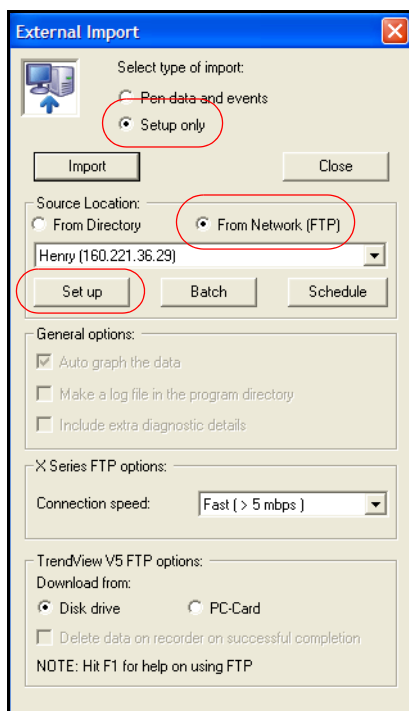 External Import
Select type of import:
Pen data and events
Setup only
Import
Close
Source Location:
From Directory
From Network (FTP)
Henry (160.221.36.29)
Set up
Batch
Schedule
General options:
Auto graph the data
Make a log file in the program directory
Include extra diagnostic details
X Series FTP options:
Connection speed:
Fast ( > 5 mbps )
TrendView V5 FTP options:
Download from:
Disk drive
PC-Card
Delete data on recorder on successful completion
NOTE: Hit F1 for help on using FTP